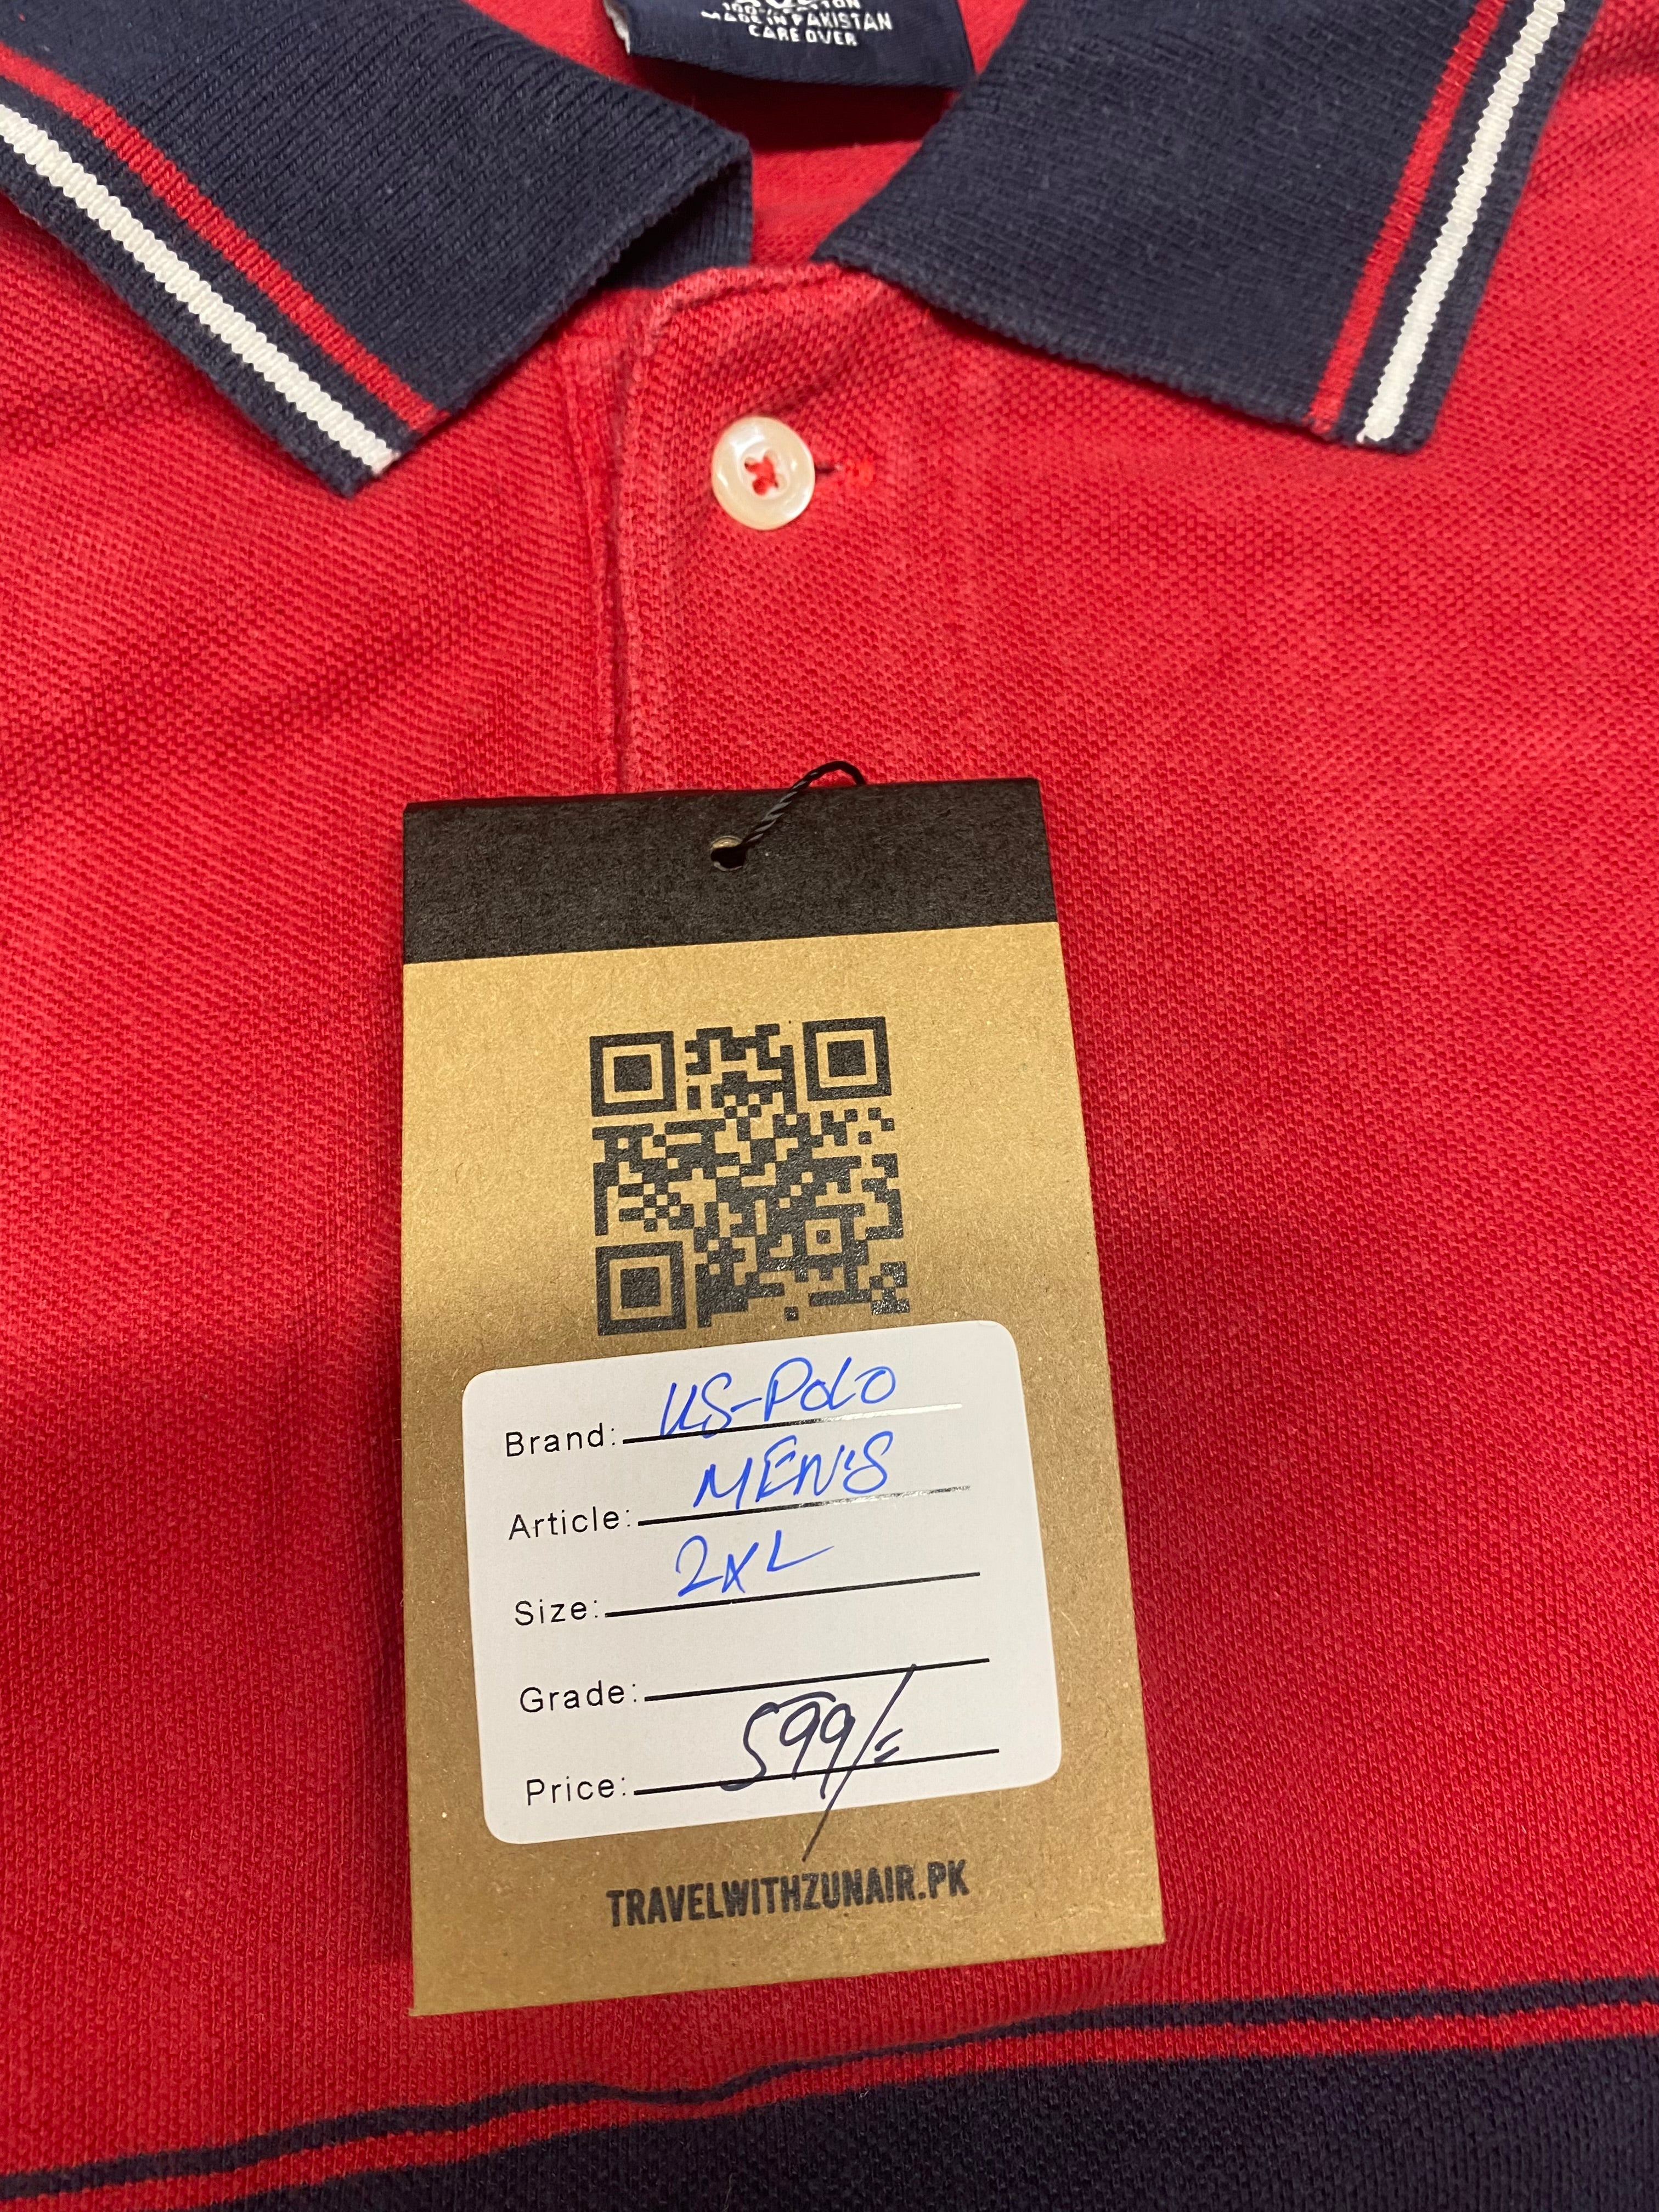 MADE IN PAKISTAN
CARE OVER
Brand: US-POLO
Article: MEN'S
Size: 2XL
Grade:
Price: 599/=
TRAVELWITHZUNAIR.PK